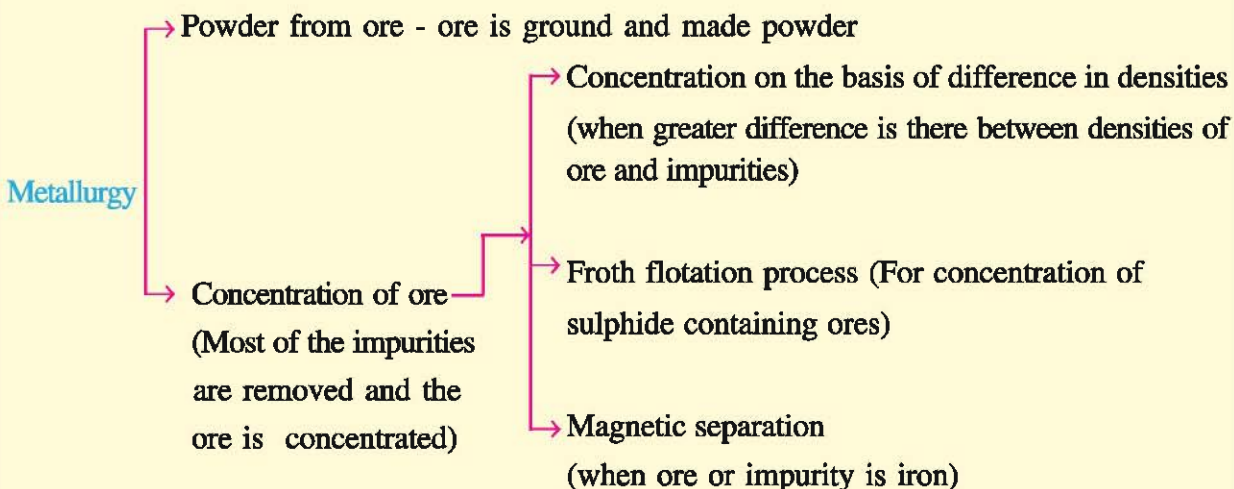 Powder from ore - ore is ground and made powder
Concentration on the basis of difference in densities
(when greater difference is there between densities of
ore and impurities)
Metallurgy
Froth flotation process (For concentration of
sulphide containing ores)
Concentration of ore
(Most of the impurities
are removed and the
ore is concentrated)
Magnetic separation
(when ore or impurity is iron)